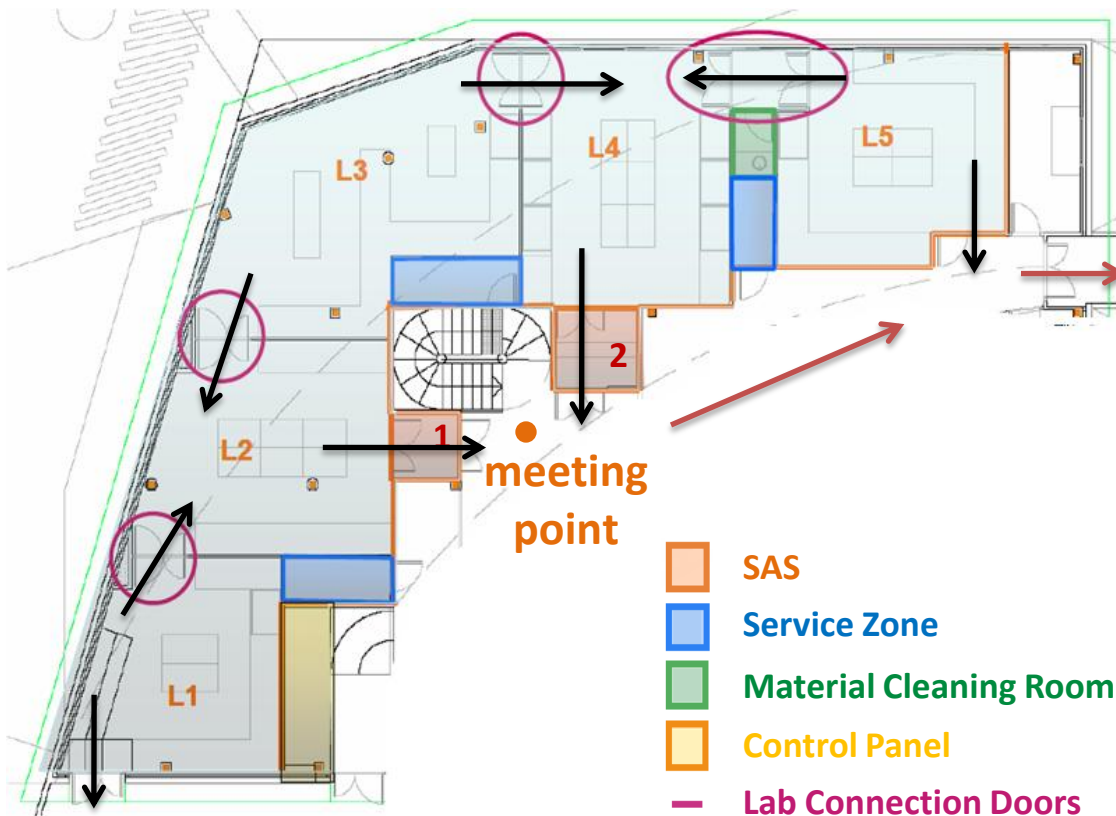 L3
L4
L5
2
1
L2
meeting
point
L1
SAS
Service Zone
Material Cleaning Room
Control Panel
Lab Connection Doors